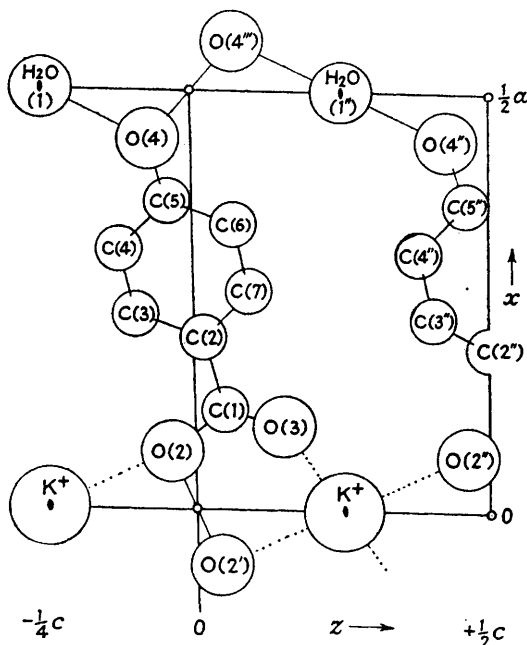 O(4''')
H2O
(1)
H2O
(1'')
½a
O(4)
O(4'')
C(5)
C(5'')
C(6)
C(4)
C(4'')
C(7)
x
C(3)
C(3'')
C(2)
C(2'')
C(1)
O(3)
O(2)
O(2'')
K+
K+
0
O(2')
-¼c
0
z
+½c